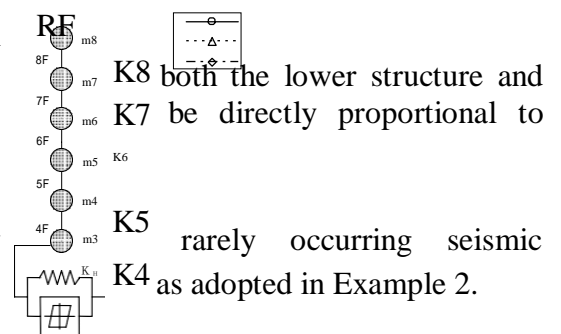 RF
m8
8F
m7 K8 both the lower structure and
7F
m6 K7 be directly proportional to
6F
m5 K6
5F
m4
K5
4F
m3 rarely occurring seismic
K H K4 as adopted in Example 2.